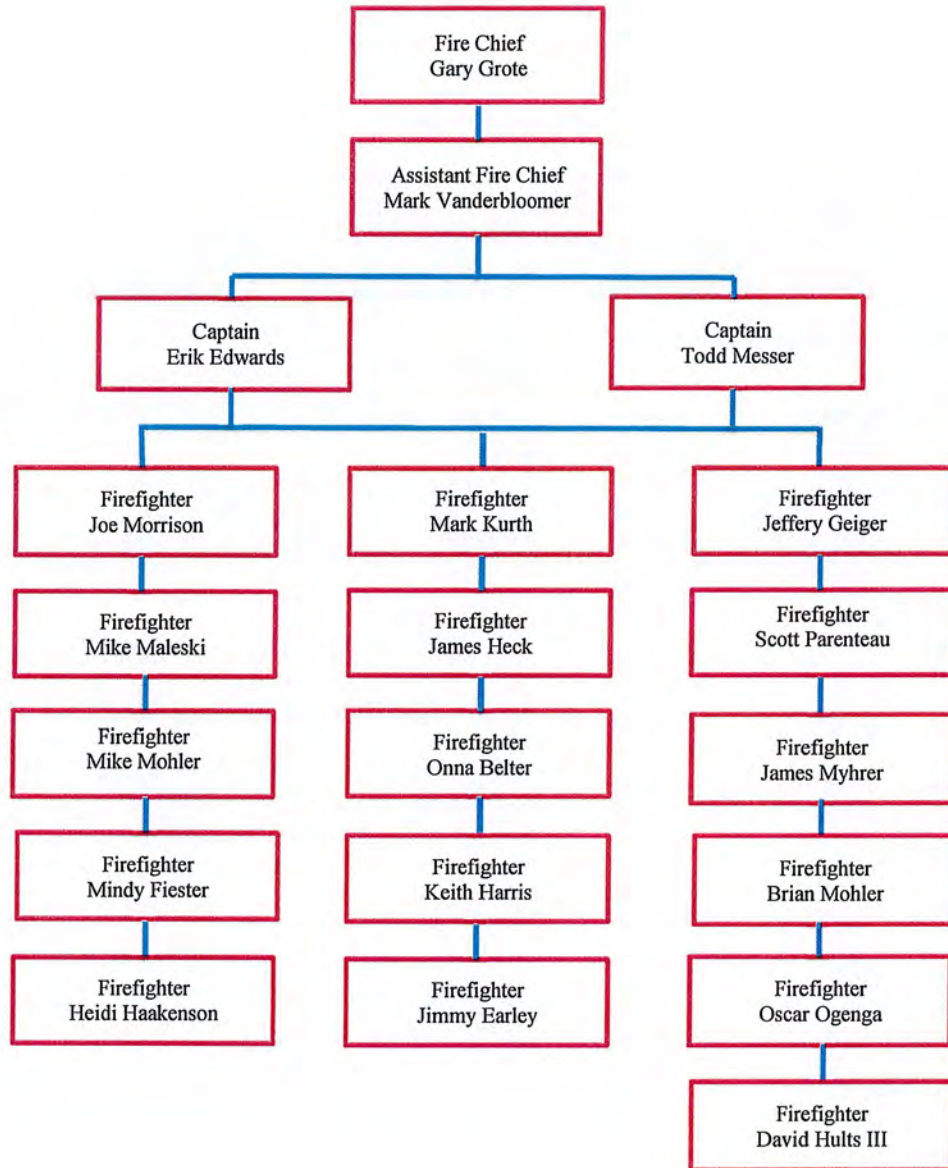 Fire Chief
Gary Grote
Assistant Fire Chief
Mark Vanderbloomer
Captain
Erik Edwards
Captain
Todd Messer
Firefighter
Joe Morrison
Firefighter
Mark Kurth
Firefighter
Jeffery Geiger
Firefighter
Mike Maleski
Firefighter
James Heck
Firefighter
Scott Parenteau
Firefighter
Mike Mohler
Firefighter
Onna Belter
Firefighter
James Myhrer
Firefighter
Mindy Fiester
Firefighter
Keith Harris
Firefighter
Brian Mohler
Firefighter
Heidi Haakenson
Firefighter
Jimmy Earley
Firefighter
Oscar Ogenga
Firefighter
David Hults III